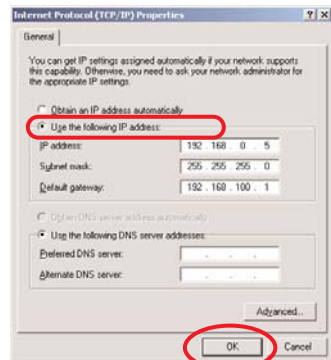 Internet Protocol (TCP/IP) Properties
General
You can get IP settings assigned automatically if your network supports
this capability. Otherwise, you need to ask your network administrator for
the appropriate IP settings.
Obtain an IP address automatically
Use the following IP address:
IP address: 192 . 168 . 0 . 5
Subnet mask: 255 . 255 . 255 . 0
Default gateway: 192 . 168 . 100 . 1
Obtain DNS server address automatically
Use the following DNS server addresses:
Preferred DNS server:
Alternate DNS server:
Advanced...
OK Cancel